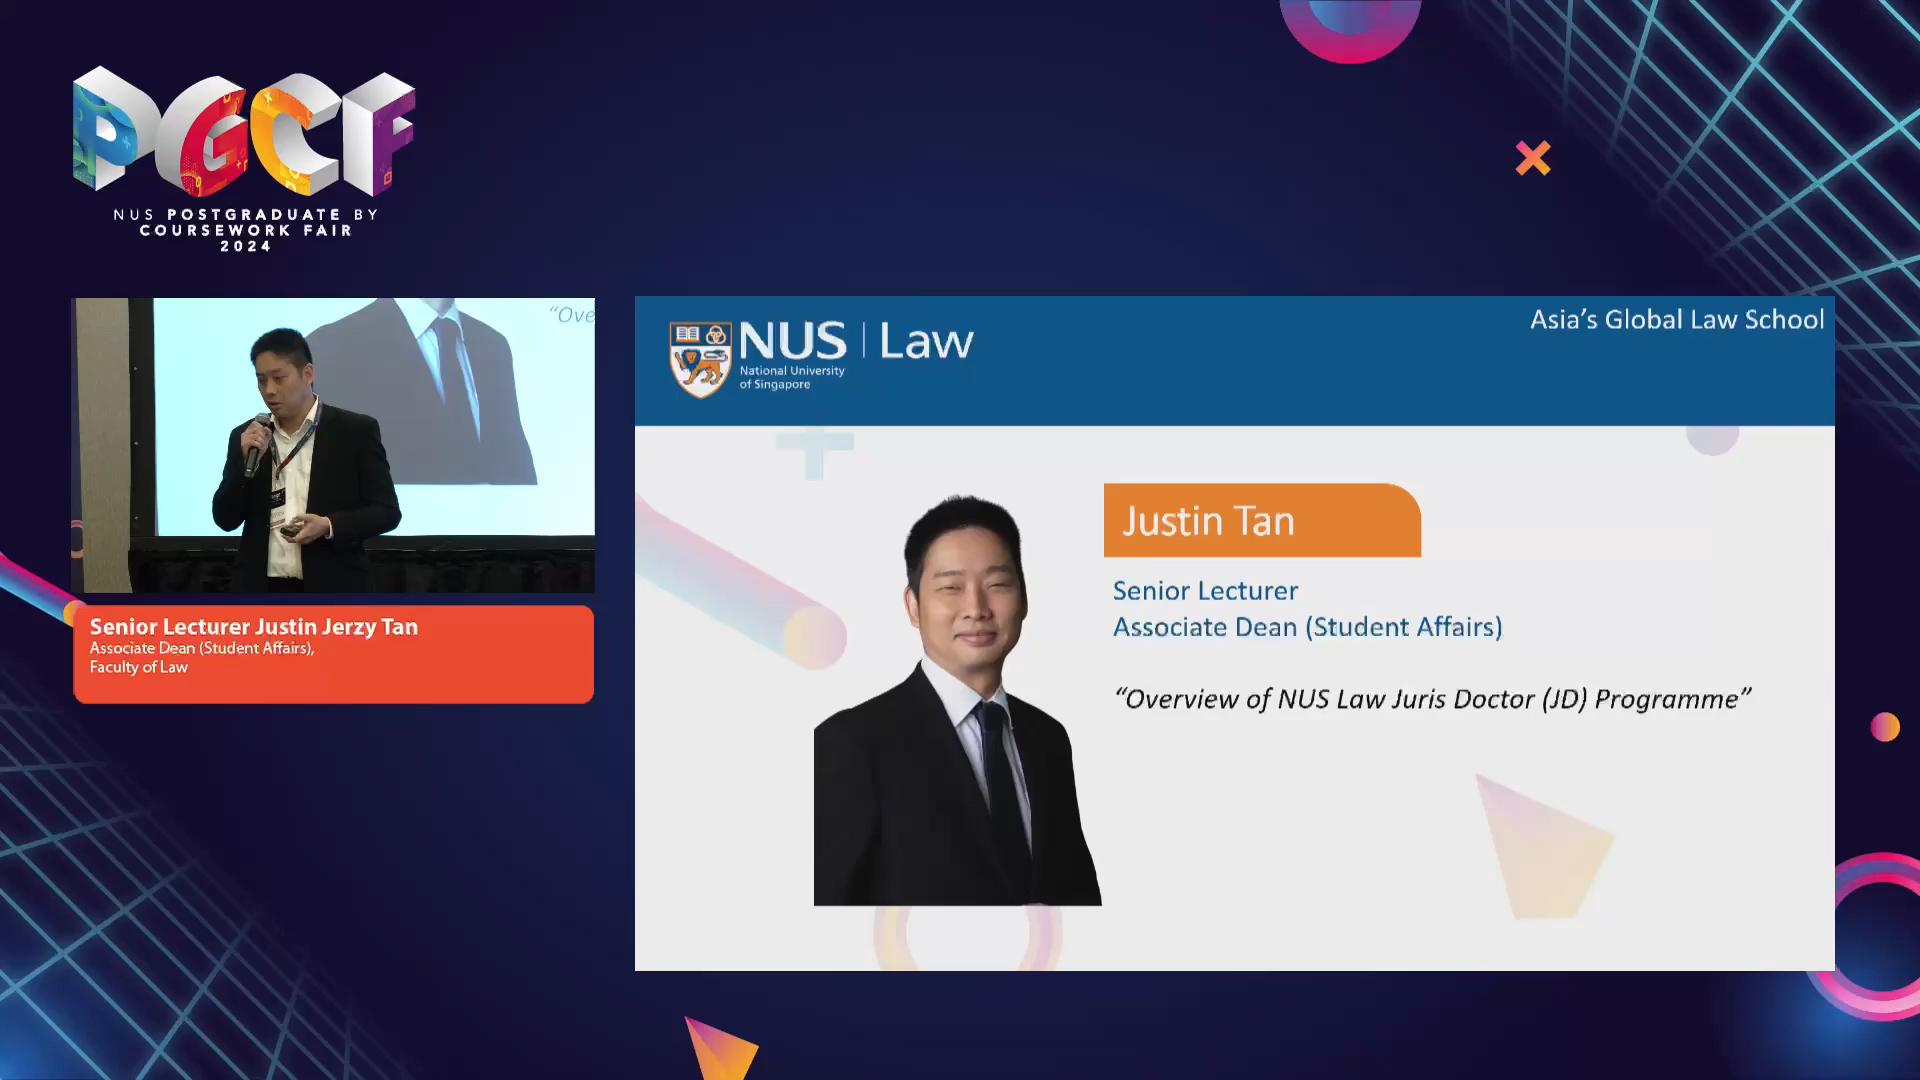 PGCF
NUS POSTGRADUATE BY
COURSEWORK FAIR
2024
“Ove
Senior Lecturer Justin Jerzy Tan
Associate Dean (Student Affairs),
Faculty of Law
NUS | Law
National University
of Singapore
Asia’s Global Law School
Justin Tan
Senior Lecturer
Associate Dean (Student Affairs)
“Overview of NUS Law Juris Doctor (JD) Programme”